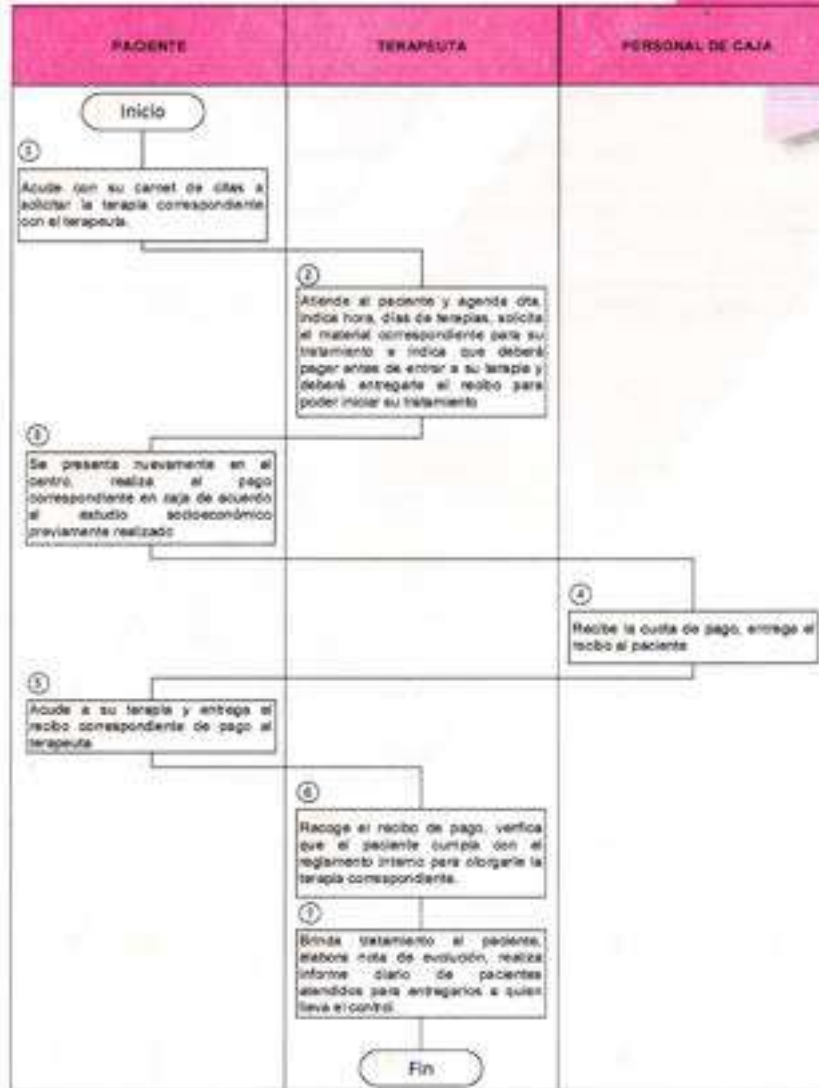 PACIENTE
TERAPEUTA
PERSONAL DE CAJA
Inicio
1
Acude con su carnet de citas a
solicitar la terapia correspondiente
con el terapeuta.
2
Atiende al paciente y agenda cita,
indica hora, días de terapias, solicita
el material correspondiente para su
tratamiento e indica que deberá
pagar antes de entrar a su terapia y
deberá entregarle el recibo para
poder iniciar su tratamiento
3
Se presenta nuevamente en el
centro, realiza el pago
correspondiente en caja de acuerdo
al estudio socioeconómico
previamente realizado
4
Recibe la cuota de pago, entrega el
recibo al paciente
5
Acude a su terapia y entrega el
recibo correspondiente de pago al
terapeuta
6
Recoge el recibo de pago, verifica
que el paciente cumpla con el
reglamento interno para otorgarle la
terapia correspondiente.
7
Brinda tratamiento al paciente,
elabora nota de evolución, realiza
informe diario de pacientes
atendidos para entregarlos a quien
lleva el control
Fin